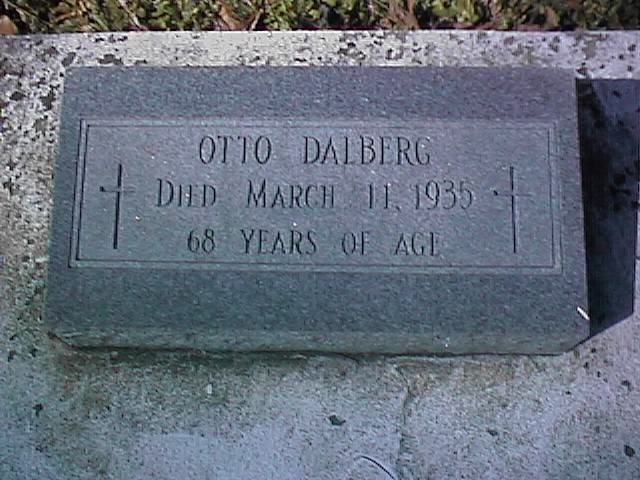 OTTO DALBERG
DIED MARCH 11, 1935
68 YEARS OF AGE